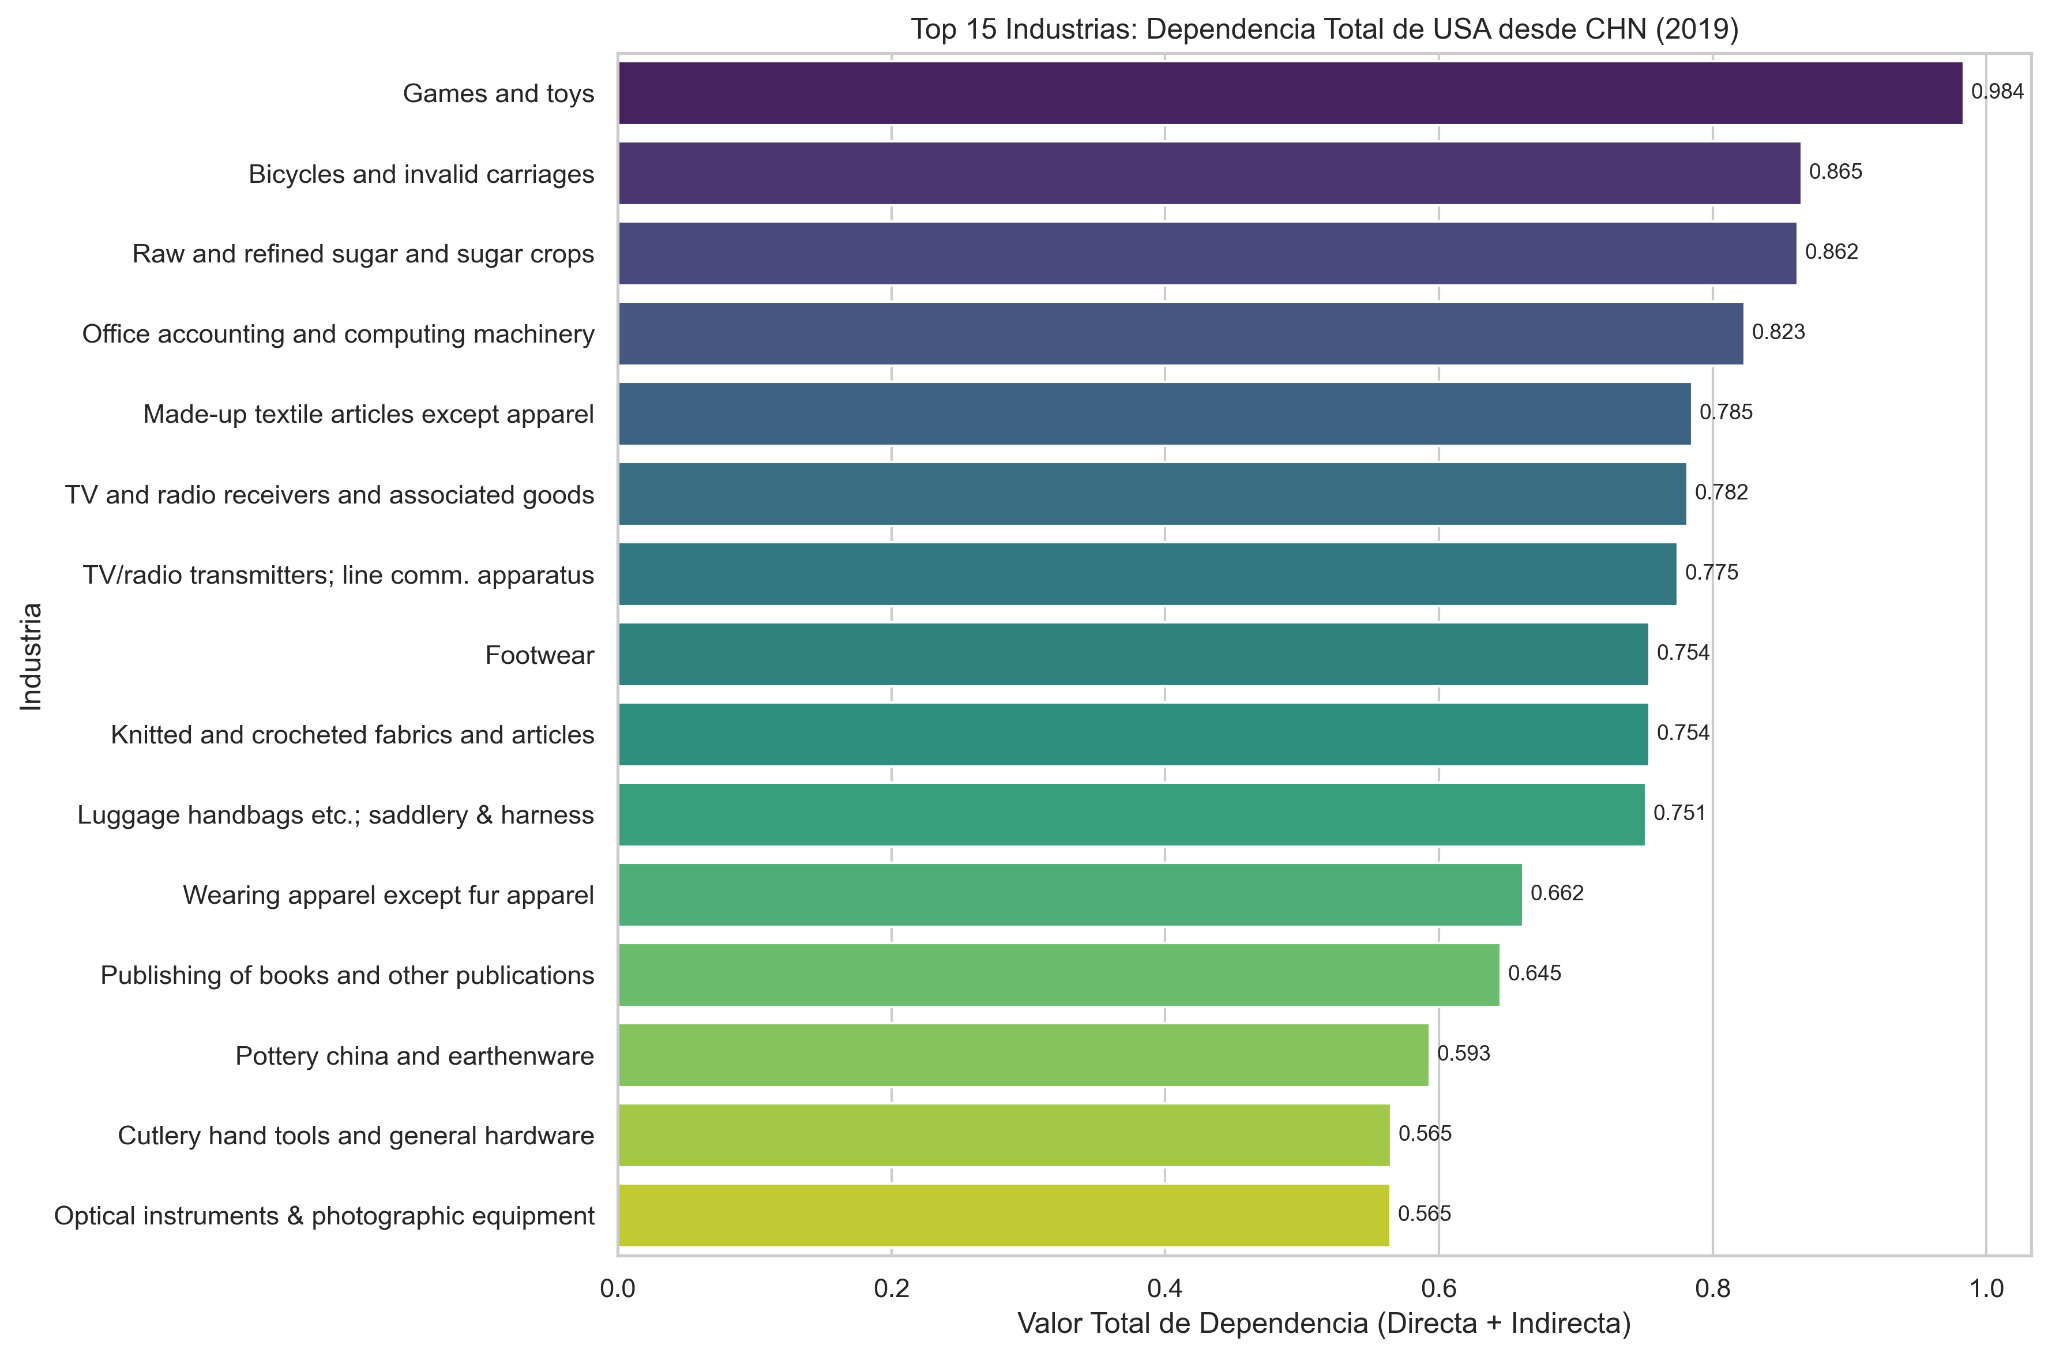 Top 15 Industrias: Dependencia Total de USA desde CHN (2019)
Industria
Games and toys 0.984
Bicycles and invalid carriages 0.865
Raw and refined sugar and sugar crops 0.862
Office accounting and computing machinery 0.823
Made-up textile articles except apparel 0.785
TV and radio receivers and associated goods 0.782
TV/radio transmitters; line comm. apparatus 0.775
Footwear 0.754
Knitted and crocheted fabrics and articles 0.754
Luggage handbags etc.; saddlery & harness 0.751
Wearing apparel except fur apparel 0.662
Publishing of books and other publications 0.645
Pottery china and earthenware 0.593
Cutlery hand tools and general hardware 0.565
Optical instruments & photographic equipment 0.565
0.0 0.2 0.4 0.6 0.8 1.0
Valor Total de Dependencia (Directa + Indirecta)